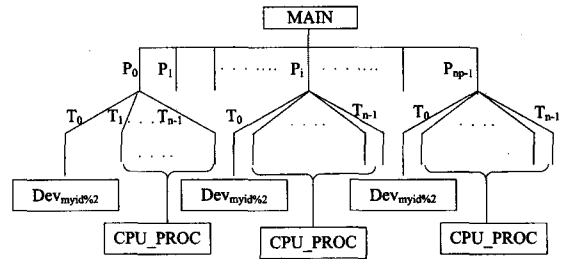 MAIN
P0 P1 ...... Pi ...... Pnp-1
T0 T1 .... Tn-1 T0 .... Tn-1 T0 .... Tn-1
....
Devmyid%2 Devmyid%2 Devmyid%2
CPU_PROC CPU_PROC CPU_PROC